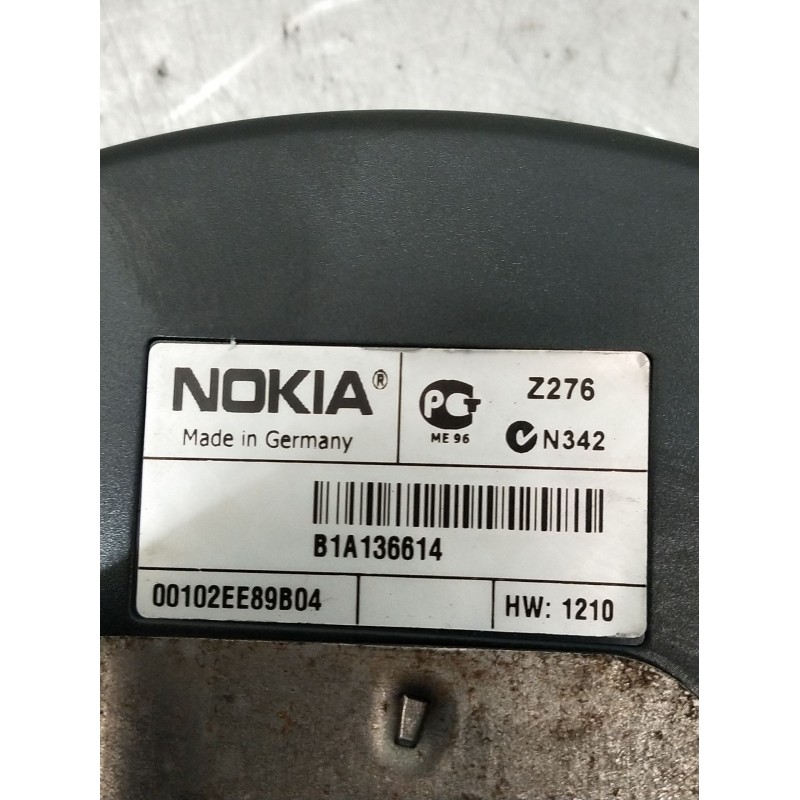 NOKIA®
Made in Germany
PCT
ME 96
Z276
N342
B1A136614
00102EE89B04
HW: 1210